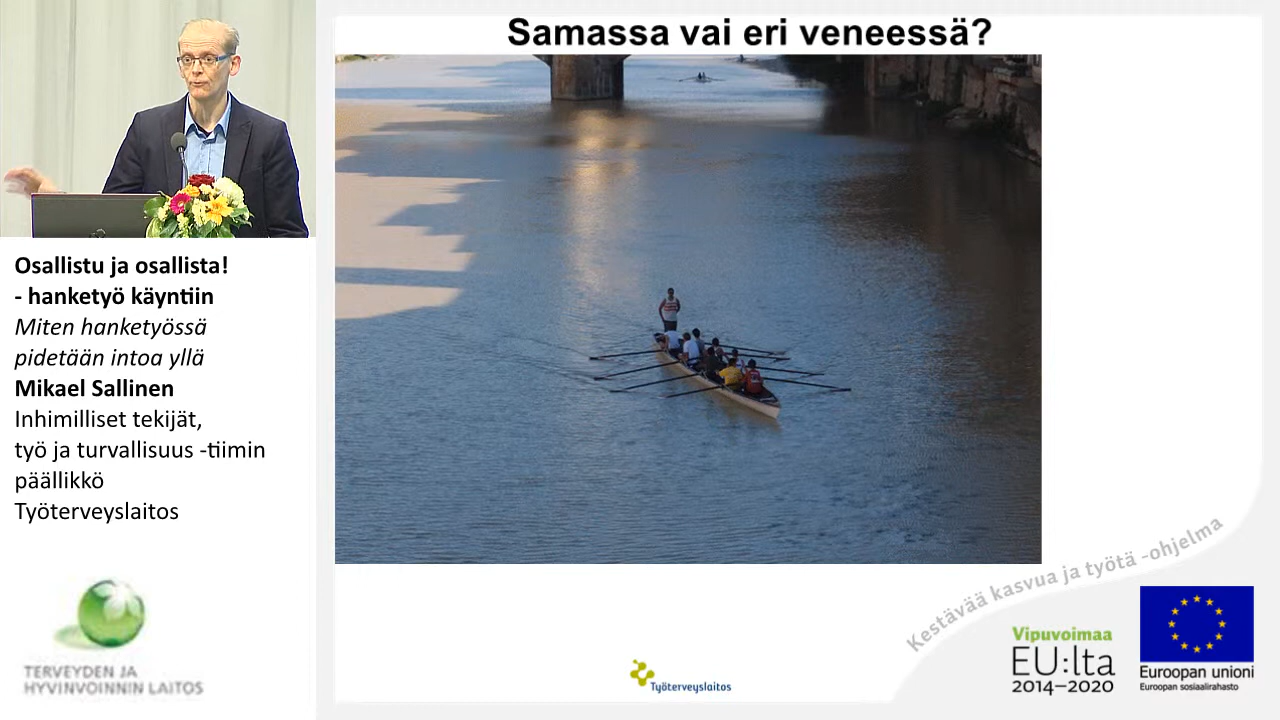 Samassa vai eri veneessä?
Osallistu ja osallista!
- hanketyö käyntiin
Miten hanketyössä
pidetään intoa yllä
Mikael Sallinen
Inhimilliset tekijät,
työ ja turvallisuus -tiimin
päällikkö
Työterveyslaitos
TERVEYDEN JA
HYVINVOINNIN LAITOS
Työterveyslaitos
Kestävää kasvua ja työtä -ohjelma
Vipuvoimaa
EU:lta
2014–2020
Euroopan unioni
Euroopan sosiaalirahasto